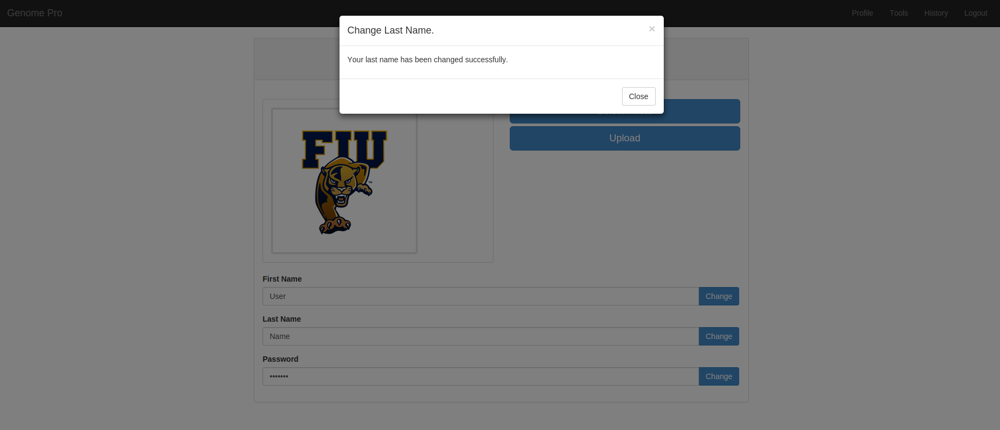 Genome Pro
Profile
Tools
History
Logout
Change Last Name.
×
Your last name has been changed successfully.
Close
Upload
FIU
™
First Name
User
Change
Last Name
Name
Change
Password
•••••••
Change